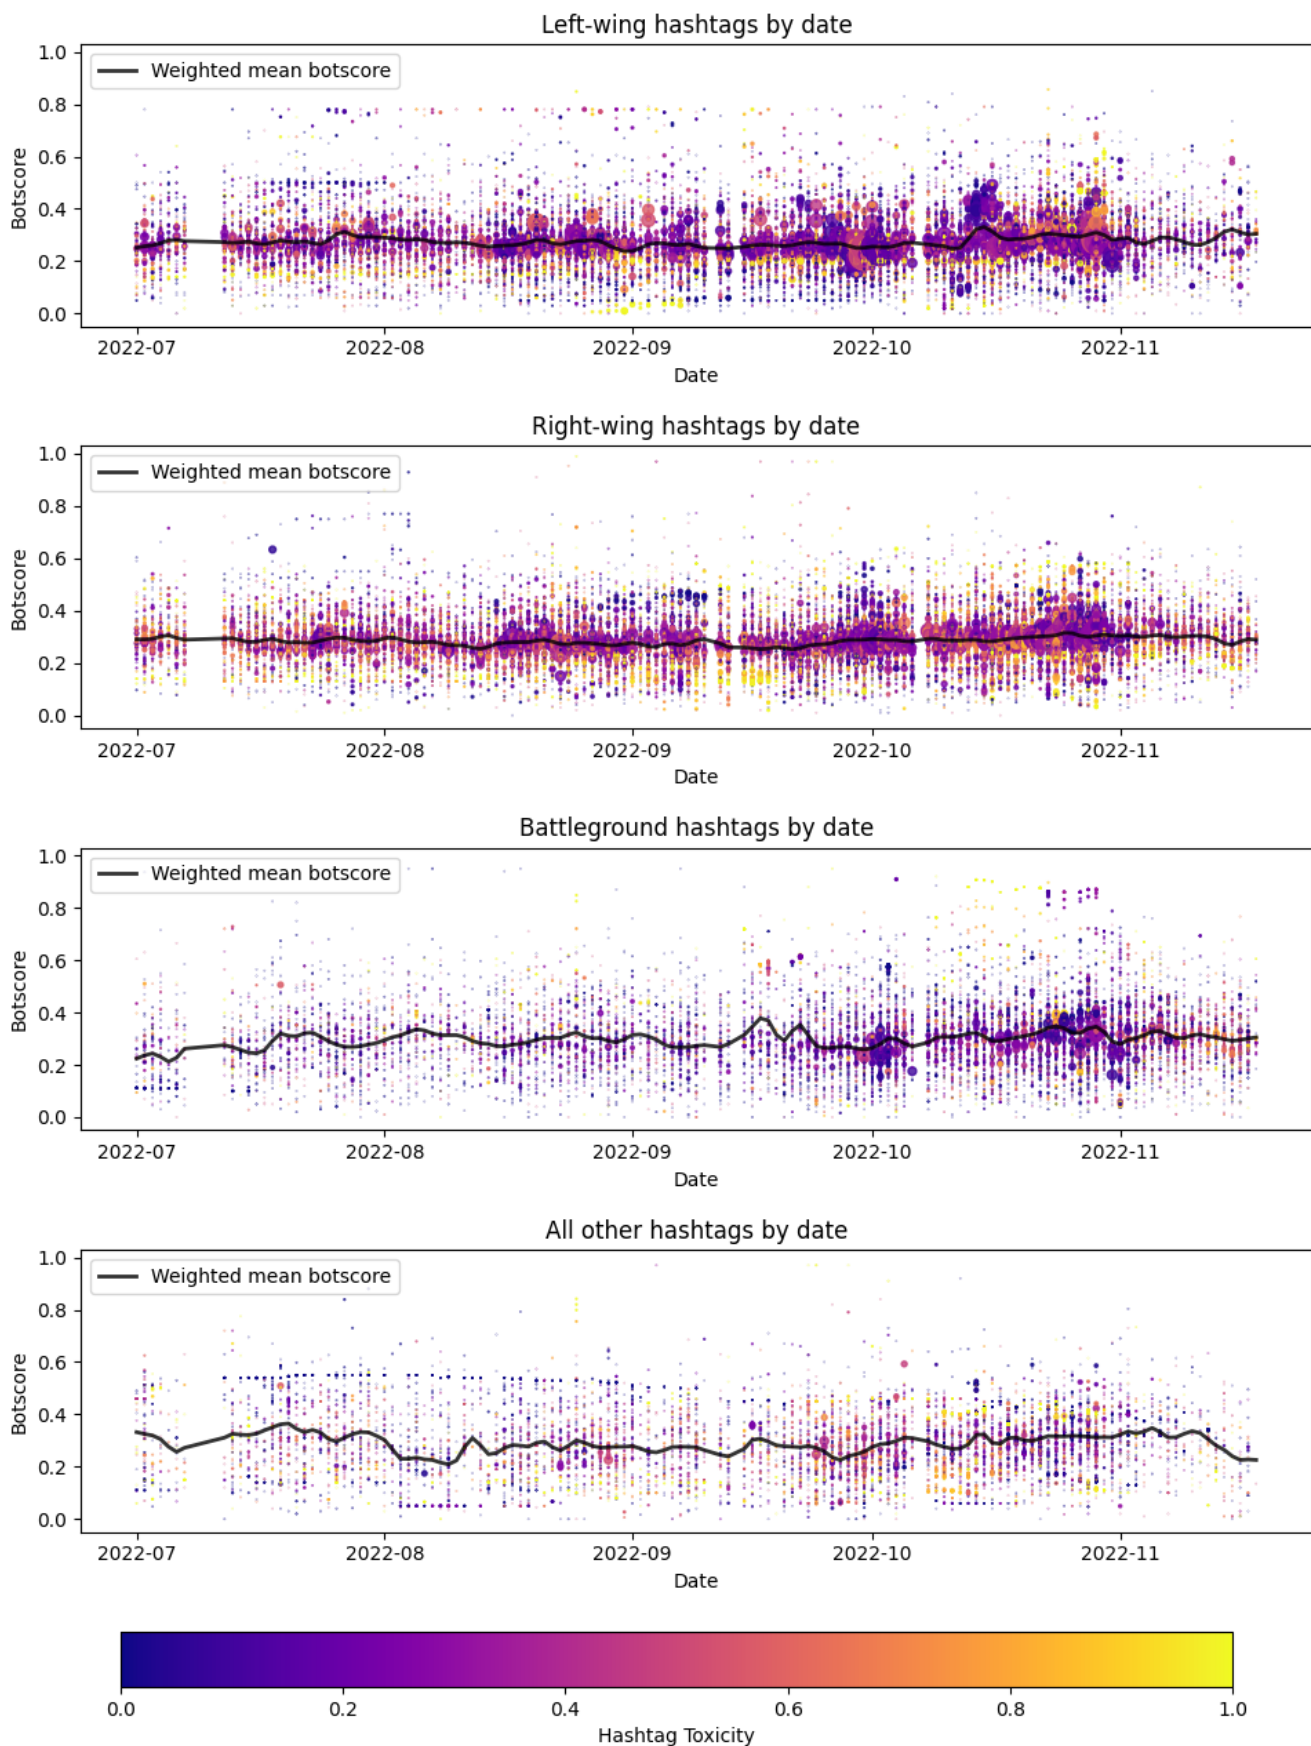 Left-wing hashtags by date
Weighted mean botscore
1.0
0.8
0.6
0.4
0.2
0.0
Botscore
2022-07 2022-08 2022-09 2022-10 2022-11
Date
Right-wing hashtags by date
Weighted mean botscore
1.0
0.8
0.6
0.4
0.2
0.0
Botscore
2022-07 2022-08 2022-09 2022-10 2022-11
Date
Battleground hashtags by date
Weighted mean botscore
1.0
0.8
0.6
0.4
0.2
0.0
Botscore
2022-07 2022-08 2022-09 2022-10 2022-11
Date
All other hashtags by date
Weighted mean botscore
1.0
0.8
0.6
0.4
0.2
0.0
Botscore
2022-07 2022-08 2022-09 2022-10 2022-11
Date
0.0 0.2 0.4 0.6 0.8 1.0
Hashtag Toxicity